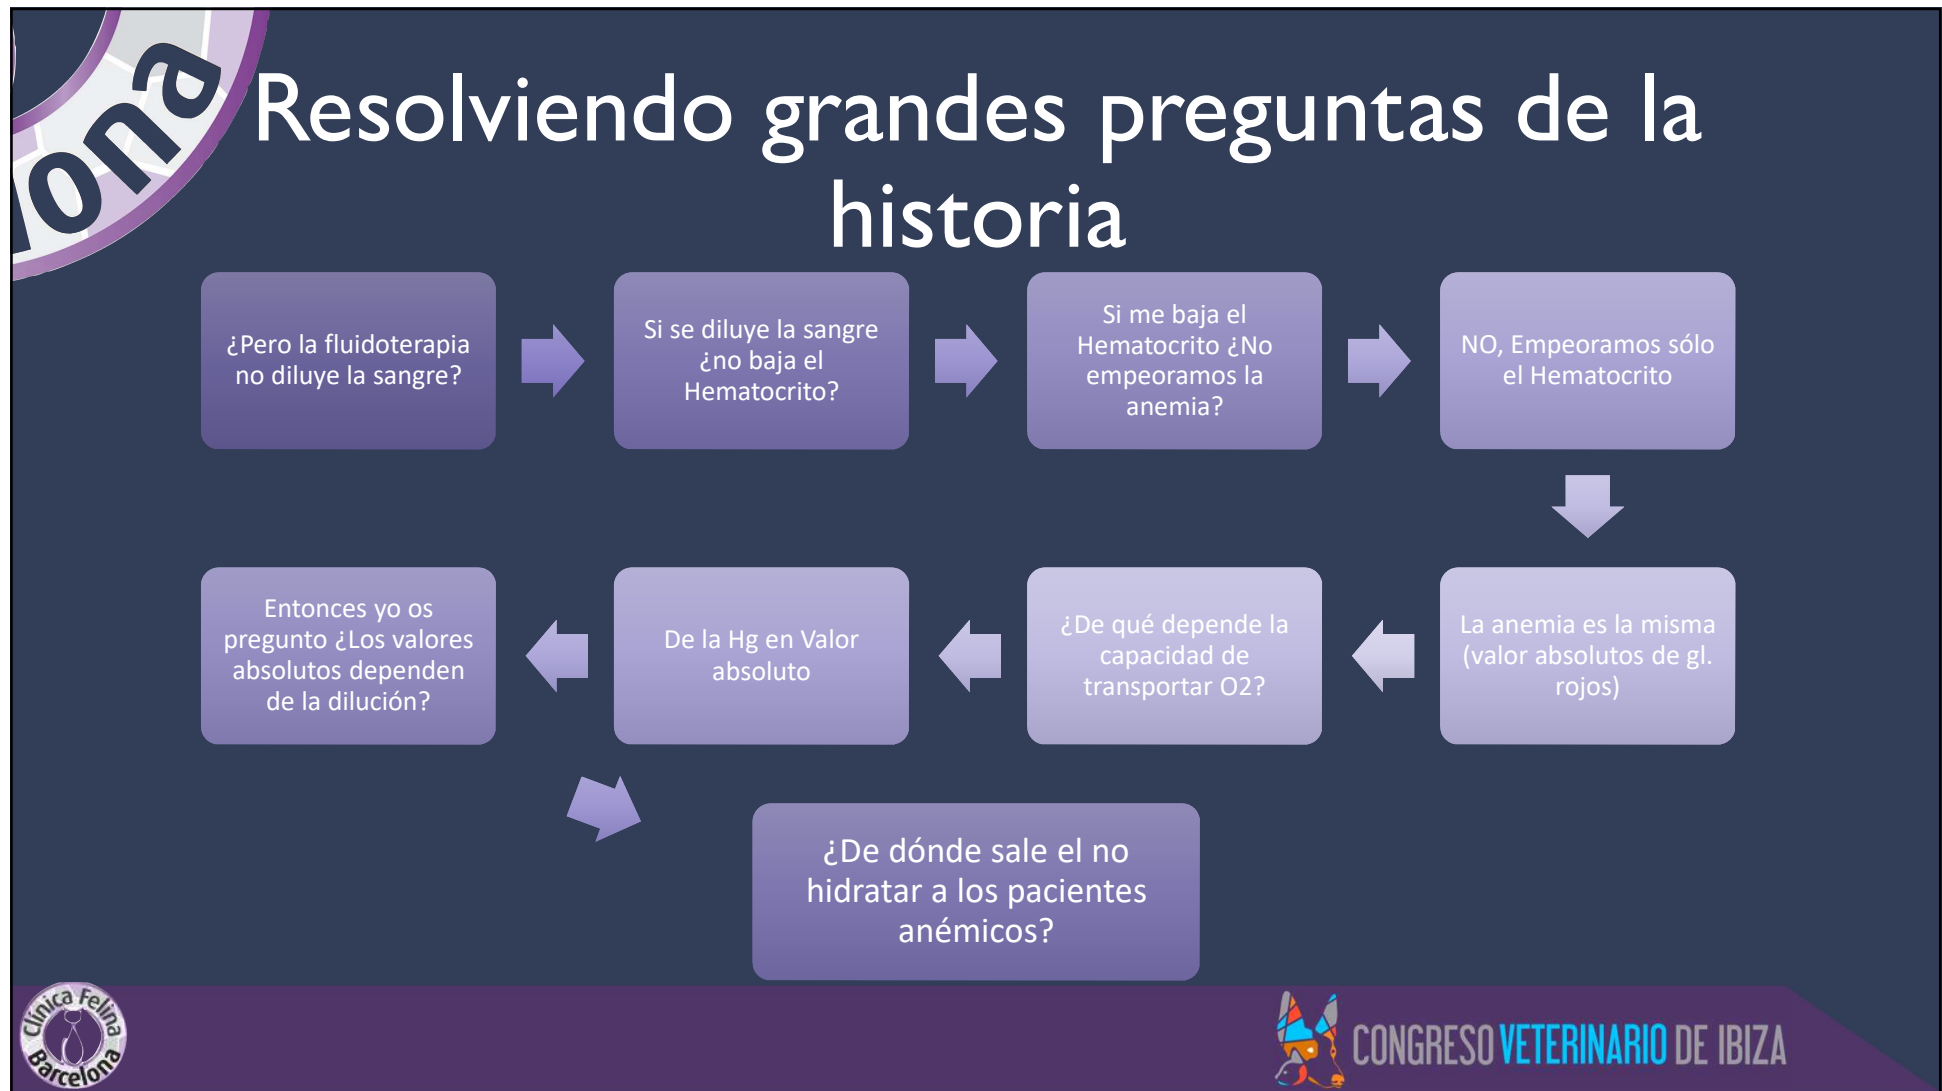 ona
Resolviendo grandes preguntas de la
historia
¿Pero la fluidoterapia
no diluye la sangre?
Si se diluye la sangre
¿no baja el
Hematocrito?
Si me baja el
Hematocrito ¿No
empeoramos la
anemia?
NO, Empeoramos sólo
el Hematocrito
La anemia es la misma
(valor absolutos de gl.
rojos)
¿De qué depende la
capacidad de
transportar O2?
De la Hg en Valor
absoluto
Entonces yo os
pregunto ¿Los valores
absolutos dependen
de la dilución?
¿De dónde sale el no
hidratar a los pacientes
anémicos?
Clínica Felina
Barcelona
CONGRESO VETERINARIO DE IBIZA